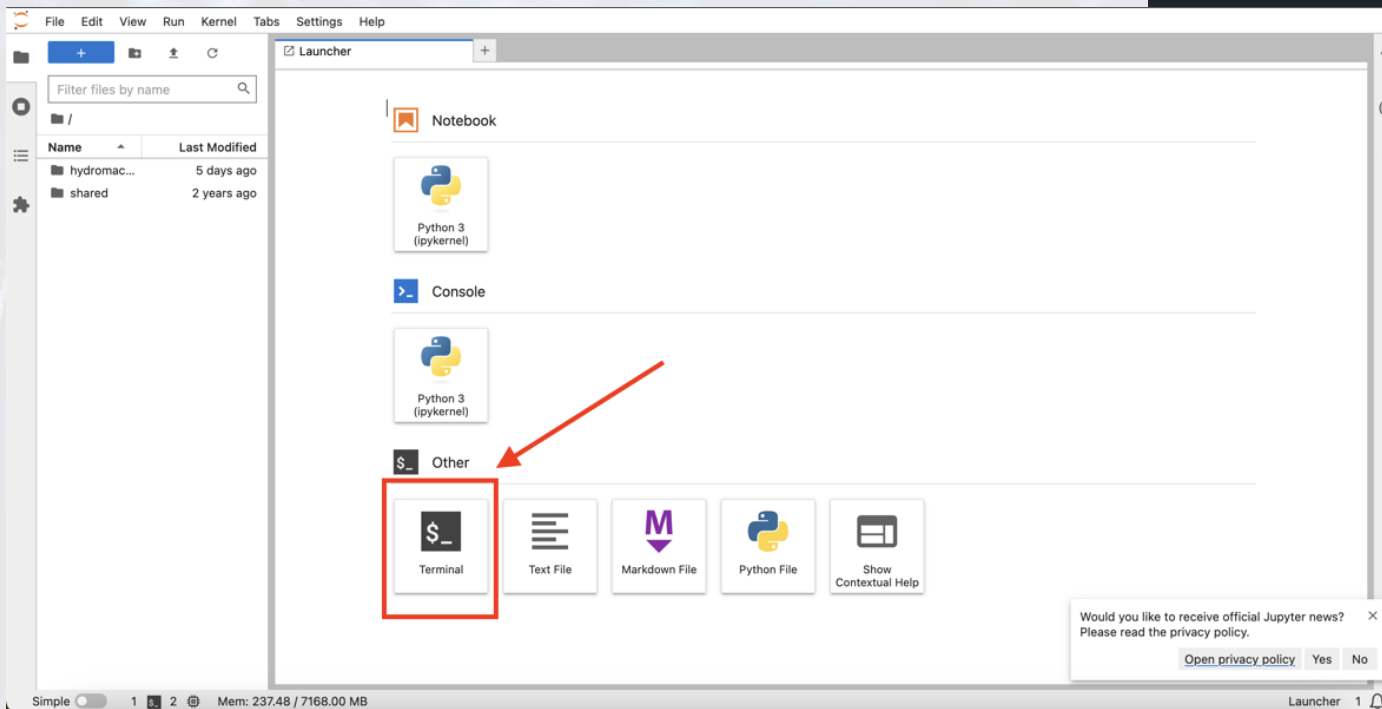 File Edit View Run Kernel Tabs Settings Help
+
Launcher
+
Filter files by name
/
Name Last Modified
hydromac... 5 days ago
shared 2 years ago
Notebook
Python 3
(ipykernel)
>_ Console
Python 3
(ipykernel)
$_ Other
$_
Terminal
Text File
M
Markdown File
Python File
Show
Contextual Help
Would you like to receive official Jupyter news?
Please read the privacy policy.
Open privacy policy Yes No
Simple 1 $_ 2 Mem: 237.48 / 7168.00 MB
Launcher 1